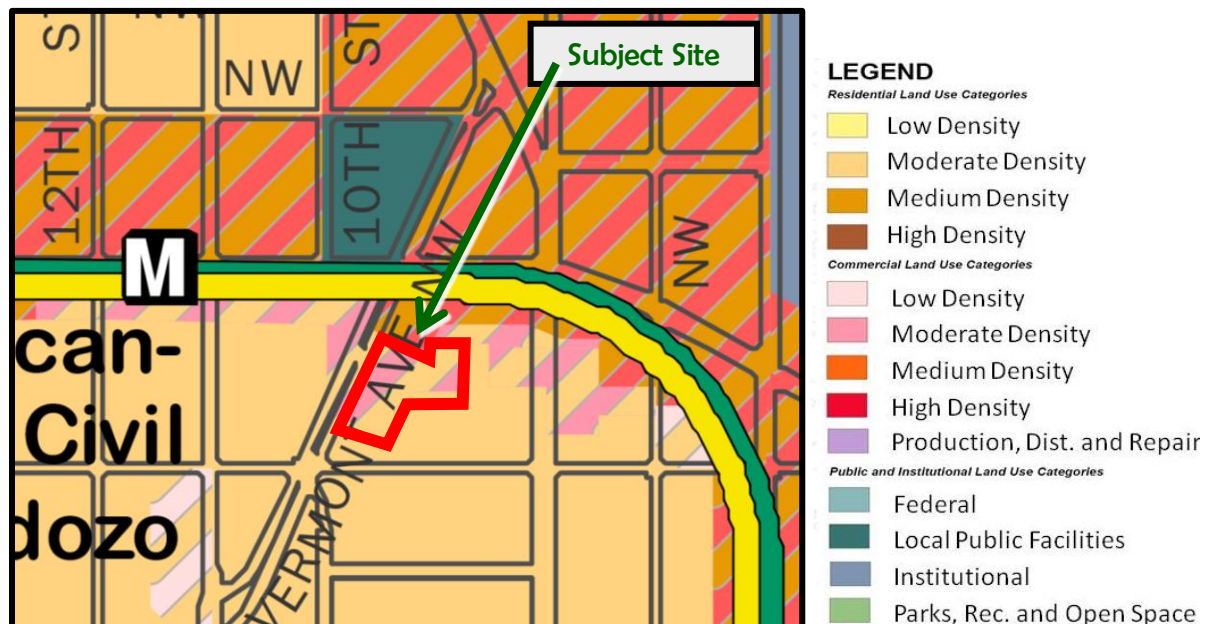 ST
NW
NW
ST
Subject Site
12TH
10TH
NW
M
NW
can-
Civil
dozo
VERMONT AVE
LEGEND
Residential Land Use Categories
Low Density
Moderate Density
Medium Density
High Density
Commercial Land Use Categories
Low Density
Moderate Density
Medium Density
High Density
Production, Dist. and Repair
Public and Institutional Land Use Categories
Federal
Local Public Facilities
Institutional
Parks, Rec. and Open Space